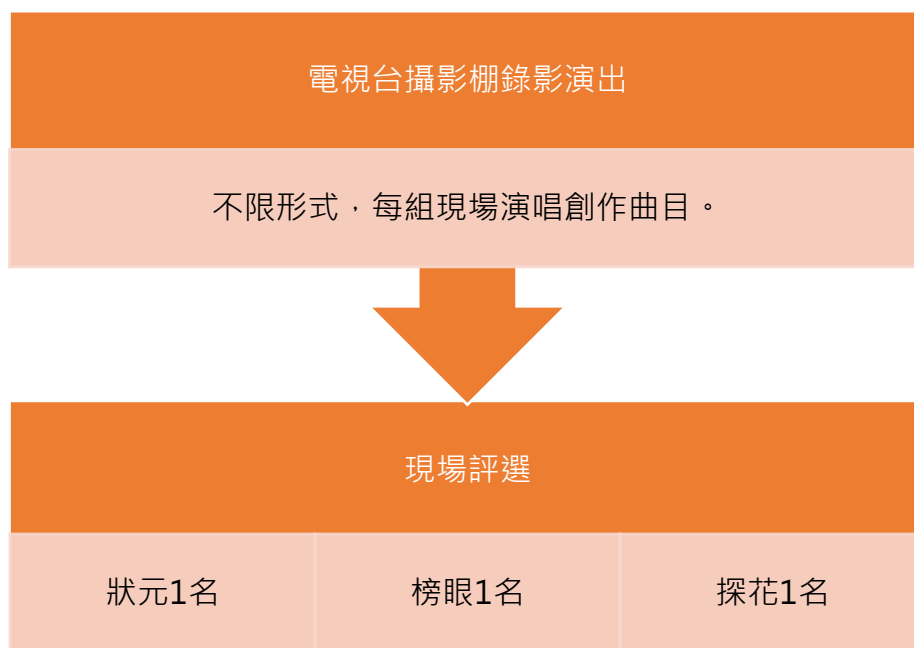 電視台攝影棚錄影演出
不限形式，每組現場演唱創作曲目。
現場評選
狀元1名
榜眼1名
探花1名